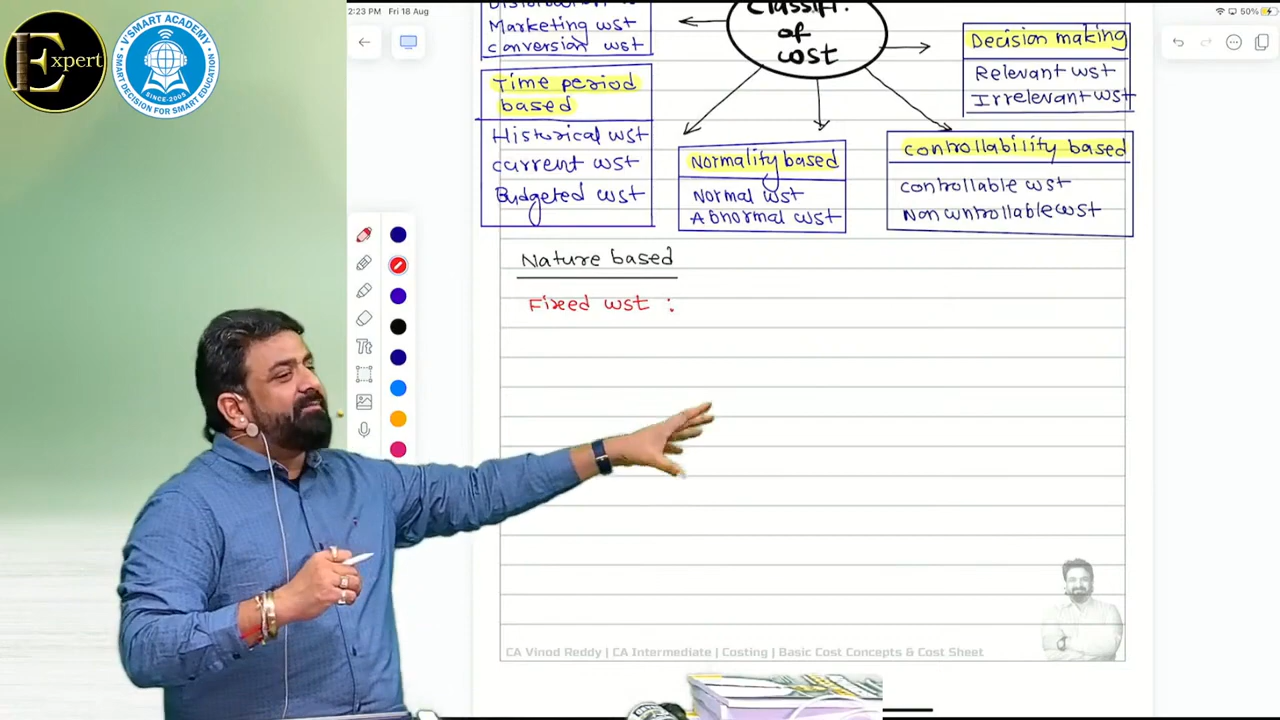 2:23 PM Fri 18 Aug
50%
Expert
V'SMART ACADEMY
SINCE-2005
SMART DECISION FOR SMART EDUCATION
Marketing cost
conversion cost
Classifi.
of
cost
Decision making
Relevant cost
Irrelevant cost
Time period
based
Historical cost
current cost
Budgeted cost
Normality based
Normal cost
Abnormal cost
controllability based
controllable cost
Non controllable cost
Nature based
Fixed cost :
Tt
CA Vinod Reddy | CA Intermediate | Costing | Basic Cost Concepts & Cost Sheet